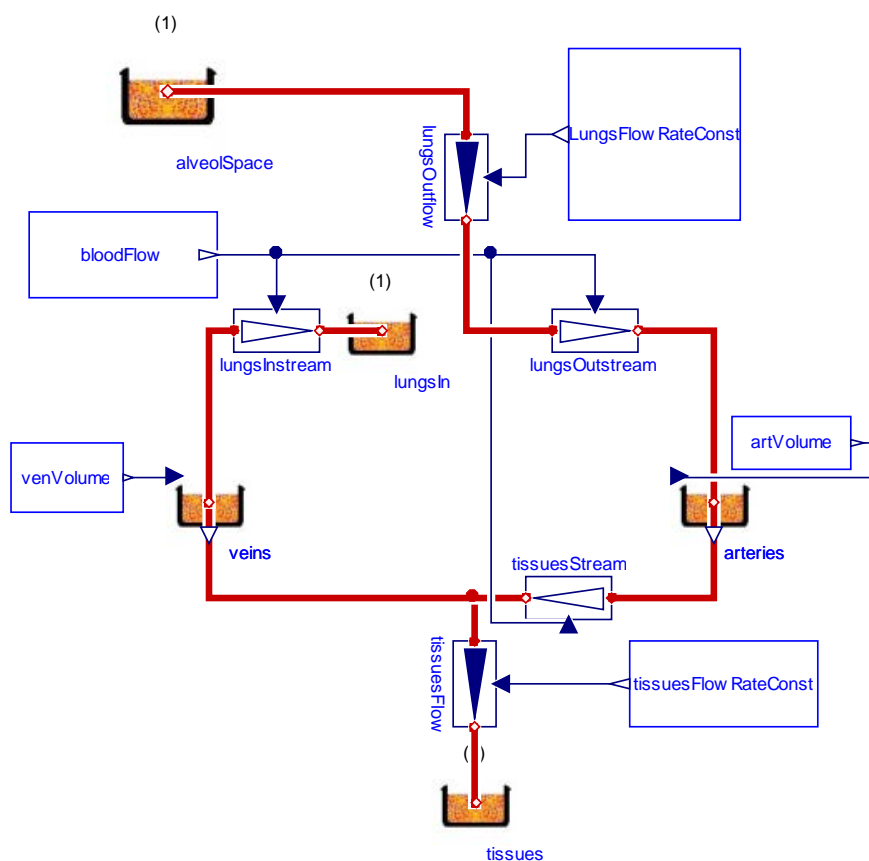 (1)
alveolSpace
lungsOutflow
LungsFlow RateConst
bloodFlow
(1)
lungsInstream
lungsIn
lungsOutstream
artVolume
venVolume
veins
arteries
tissuesStream
tissuesFlow
tissuesFlow RateConst
tissues